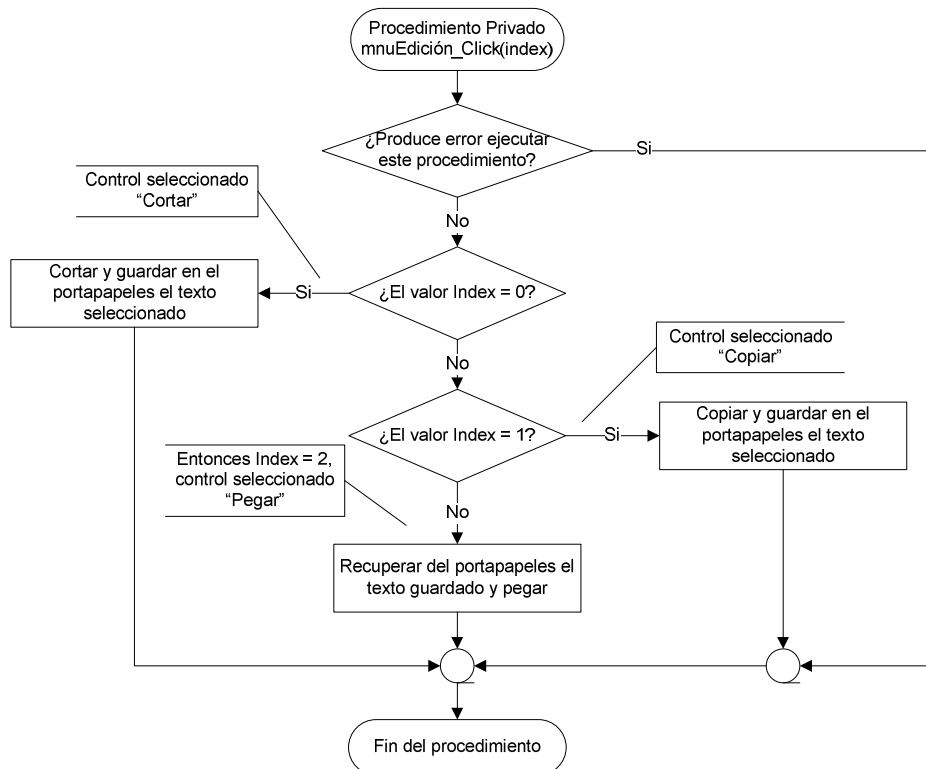 Procedimiento Privado
mnuEdición_Click(index)
¿Produce error ejecutar
este procedimiento?
Si
Control seleccionado
“Cortar”
No
Cortar y guardar en el
portapapeles el texto
seleccionado
Si
¿El valor Index = 0?
Control seleccionado
“Copiar”
No
¿El valor Index = 1?
Si
Copiar y guardar en el
portapapeles el texto
seleccionado
Entonces Index = 2,
control seleccionado
“Pegar”
No
Recuperar del portapapeles el
texto guardado y pegar
Fin del procedimiento